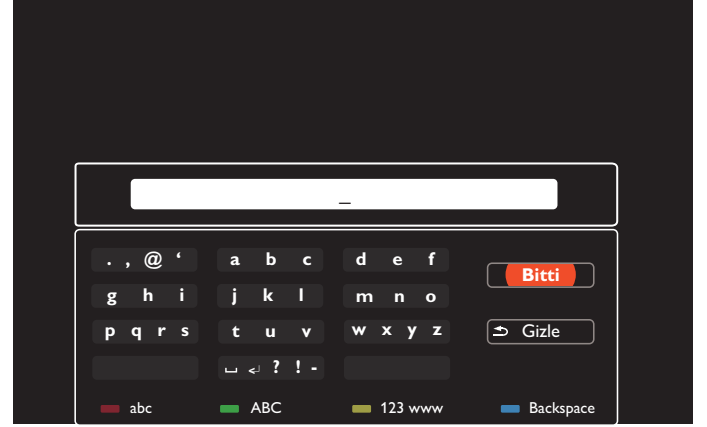 _
. , @ ‘ a b c d e f Bitti
g h i j k l m n o
p q r s t u v w x y z Gizle
␣ ↲ ? ! -
abc ABC 123 www Backspace